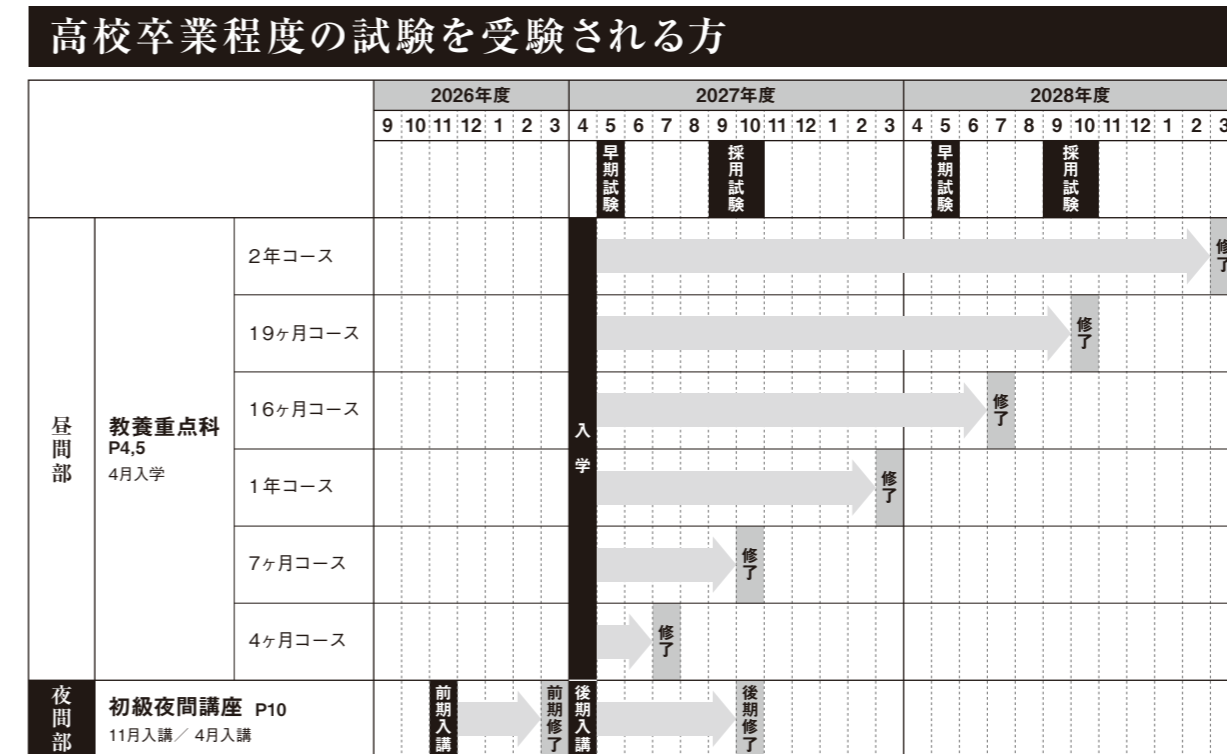 高校卒業程度の試験を受験される方
2026年度 2027年度 2028年度
9 10 11 12 1 2 3 4 5 6 7 8 9 10 11 12 1 2 3 4 5 6 7 8 9 10 11 12 1 2 3
早期試験 採用試験 早期試験 採用試験
昼間部
教養重点科
P4,5
4月入学
入学
2年コース 修了
19ヶ月コース 修了
16ヶ月コース 修了
1年コース 修了
7ヶ月コース 修了
4ヶ月コース 修了
夜間部
初級夜間講座 P10
11月入講/ 4月入講
前期入講 前期修了 後期入講 後期修了